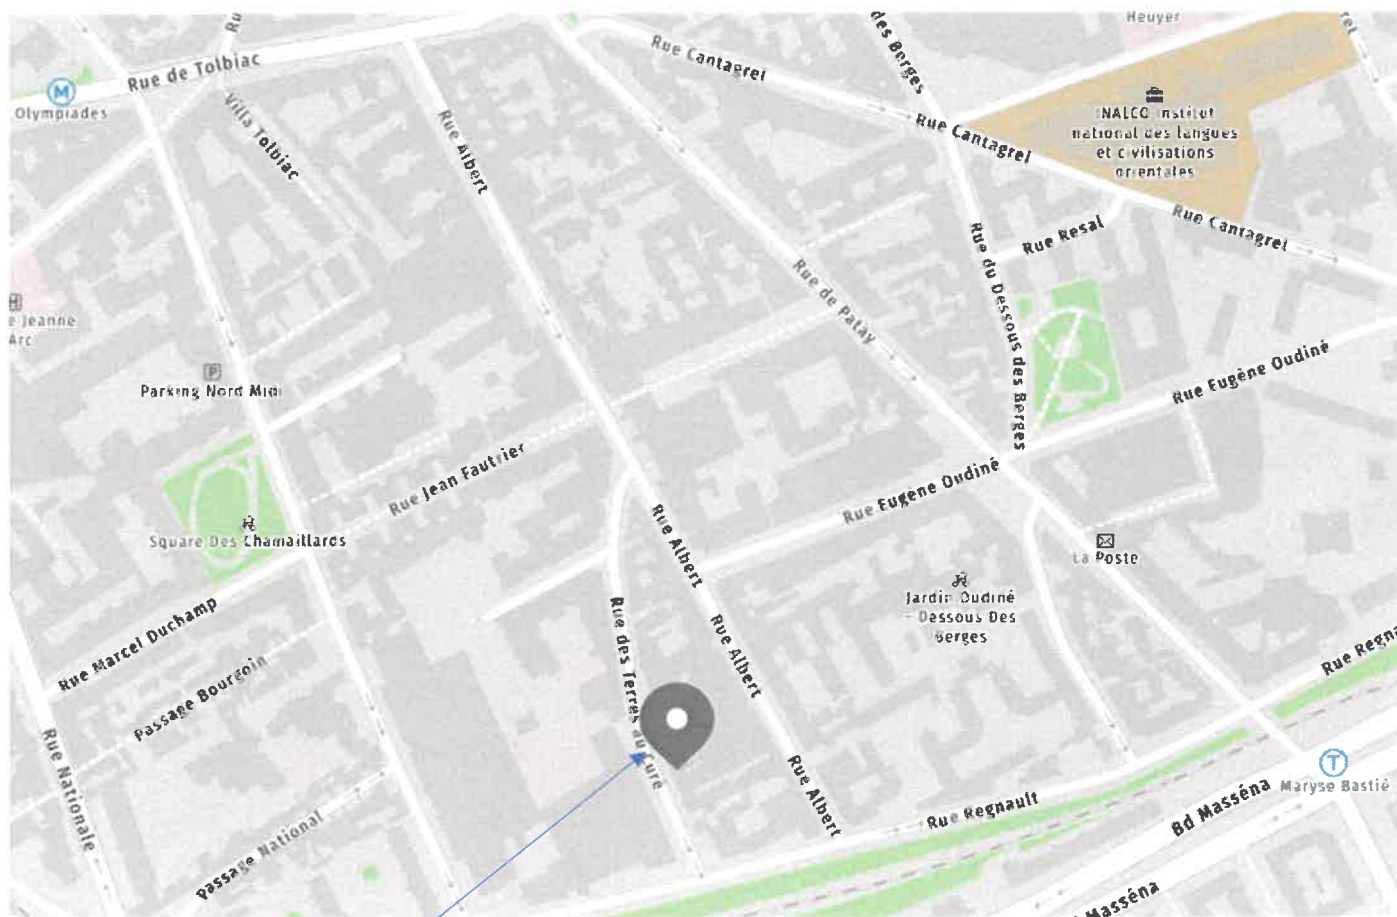 des Berges
Heuyer
Rue Cantagrel
Rue de Tolbiac
M
Olympiades
Villa Tolbiac
Rue Albert
Rue Cantagrel
INALCO Institut
national des langues
et civilisations
orientales
Rue Cantagrel
Rue Resal
Rue du Dessous des Berges
Rue de Patay
H
e Jeanne
Arc
P
Parking Nord Midi
Rue Eugène Oudiné
Rue Jean Fautrier
Rue Eugène Oudiné
Square Des Chamaillards
Rue Albert
La Poste
Jardin Oudiné
- Dessous Des
Berges
Rue Marcel Duchamp
Rue des Terres au Curé
Rue Albert
Passage Bourgoin
Rue Regna
Rue Nationale
Rue Albert
T
Maryse Bastié
Rue Regnault
Bd Masséna
Passage National
Masséna